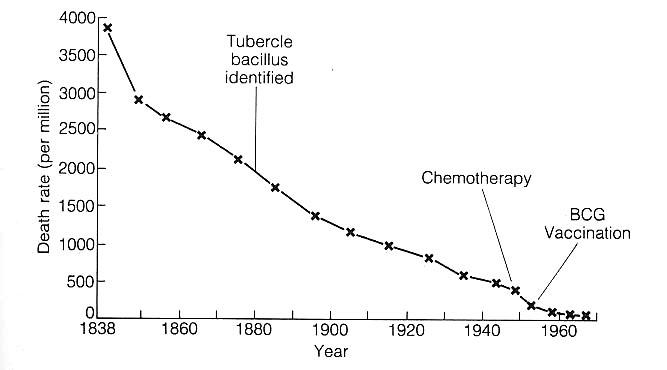 4000
3500
3000
2500
2000
1500
1000
500
0
Death rate (per million)
Tubercle
bacillus
identified
Chemotherapy
BCG
Vaccination
1838 1860 1880 1900 1920 1940 1960
Year